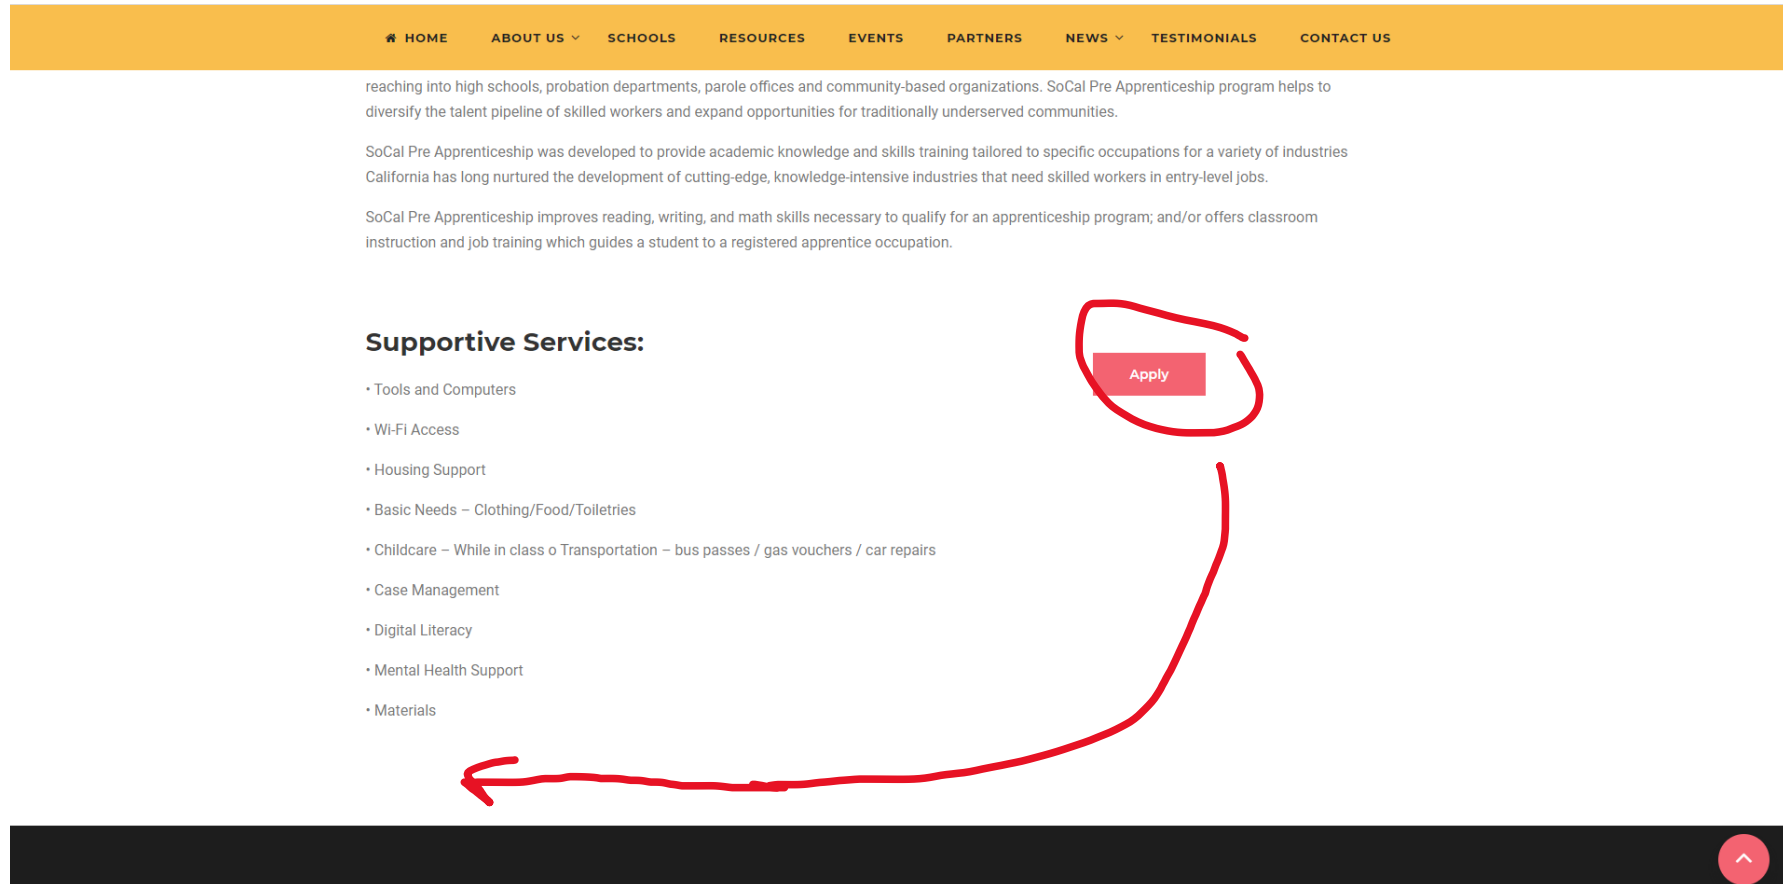 HOME ABOUT US SCHOOLS RESOURCES EVENTS PARTNERS NEWS TESTIMONIALS CONTACT US
reaching into high schools, probation departments, parole offices and community-based organizations. SoCal Pre Apprenticeship program helps to
diversify the talent pipeline of skilled workers and expand opportunities for traditionally underserved communities.
SoCal Pre Apprenticeship was developed to provide academic knowledge and skills training tailored to specific occupations for a variety of industries
California has long nurtured the development of cutting-edge, knowledge-intensive industries that need skilled workers in entry-level jobs.
SoCal Pre Apprenticeship improves reading, writing, and math skills necessary to qualify for an apprenticeship program; and/or offers classroom
instruction and job training which guides a student to a registered apprentice occupation.
Supportive Services:
• Tools and Computers
• Wi-Fi Access
• Housing Support
• Basic Needs – Clothing/Food/Toiletries
• Childcare – While in class o Transportation – bus passes / gas vouchers / car repairs
• Case Management
• Digital Literacy
• Mental Health Support
• Materials
Apply